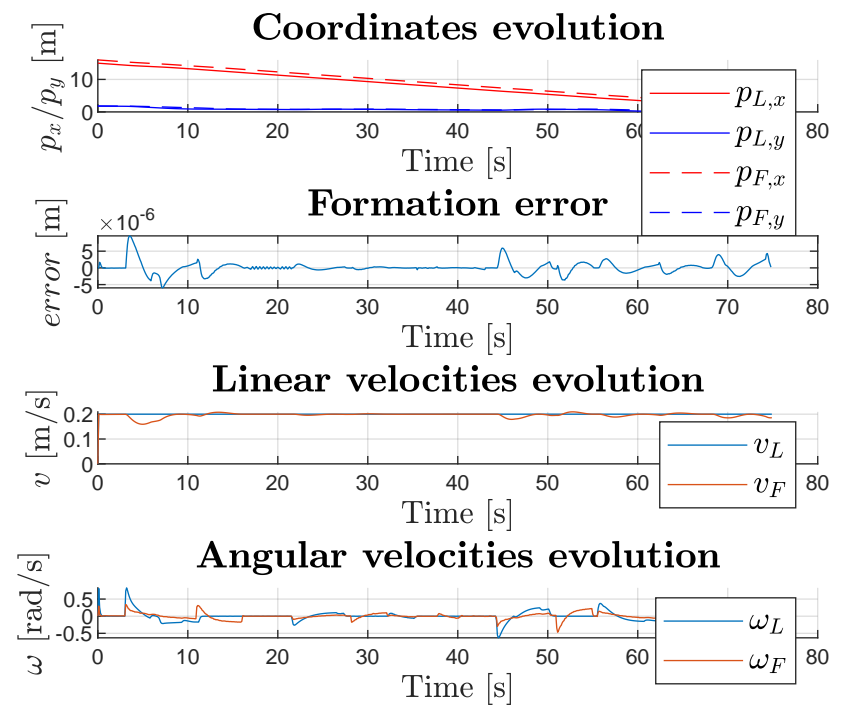 Coordinates evolution
p_x/p_y [m]
10
0
0 10 20 30 40 50 60 80
Time [s]
p_{L,x}
p_{L,y}
p_{F,x}
p_{F,y}
Formation error
×10^{-6}
error [m]
5
0
-5
0 10 20 30 40 50 60 70 80
Time [s]
Linear velocities evolution
v [m/s]
0.2
0.1
0
0 10 20 30 40 50 60 80
Time [s]
v_L
v_F
Angular velocities evolution
ω [rad/s]
0.5
0
-0.5
0 10 20 30 40 50 60 80
Time [s]
ω_L
ω_F